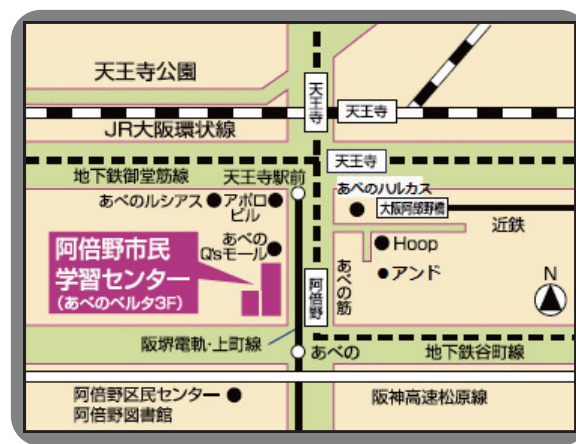 天王寺公園
天王寺
天王寺
JR大阪環状線
天王寺
地下鉄御堂筋線
天王寺駅前
あべのハルカス
あべのルシアス
アポロ
ビル
大阪阿部野橋
近鉄
あべの
Q'sモール
Hoop
阿倍野市民
学習センター
(あべのベルタ3F)
アンド
あべの筋
阿倍野
N
阪堺電軌・上町線
あべの
地下鉄谷町線
阿倍野区民センター
阿倍野図書館
阪神高速松原線